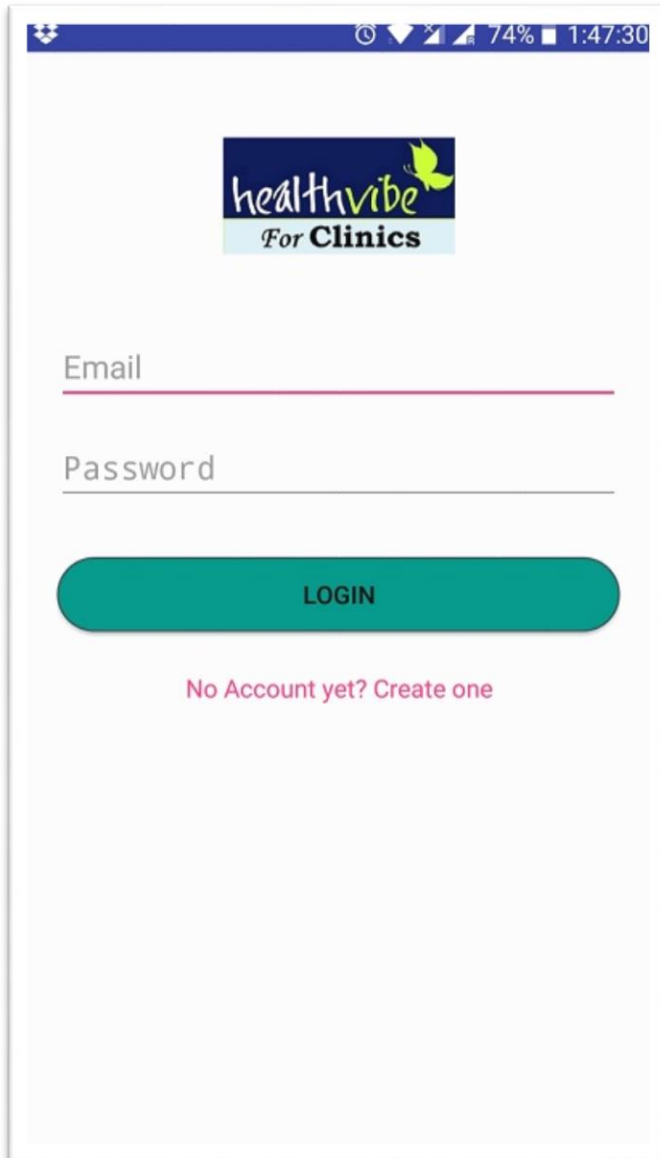 74% 1:47:30
healthvibe
For Clinics
Email
Password
LOGIN
No Account yet? Create one